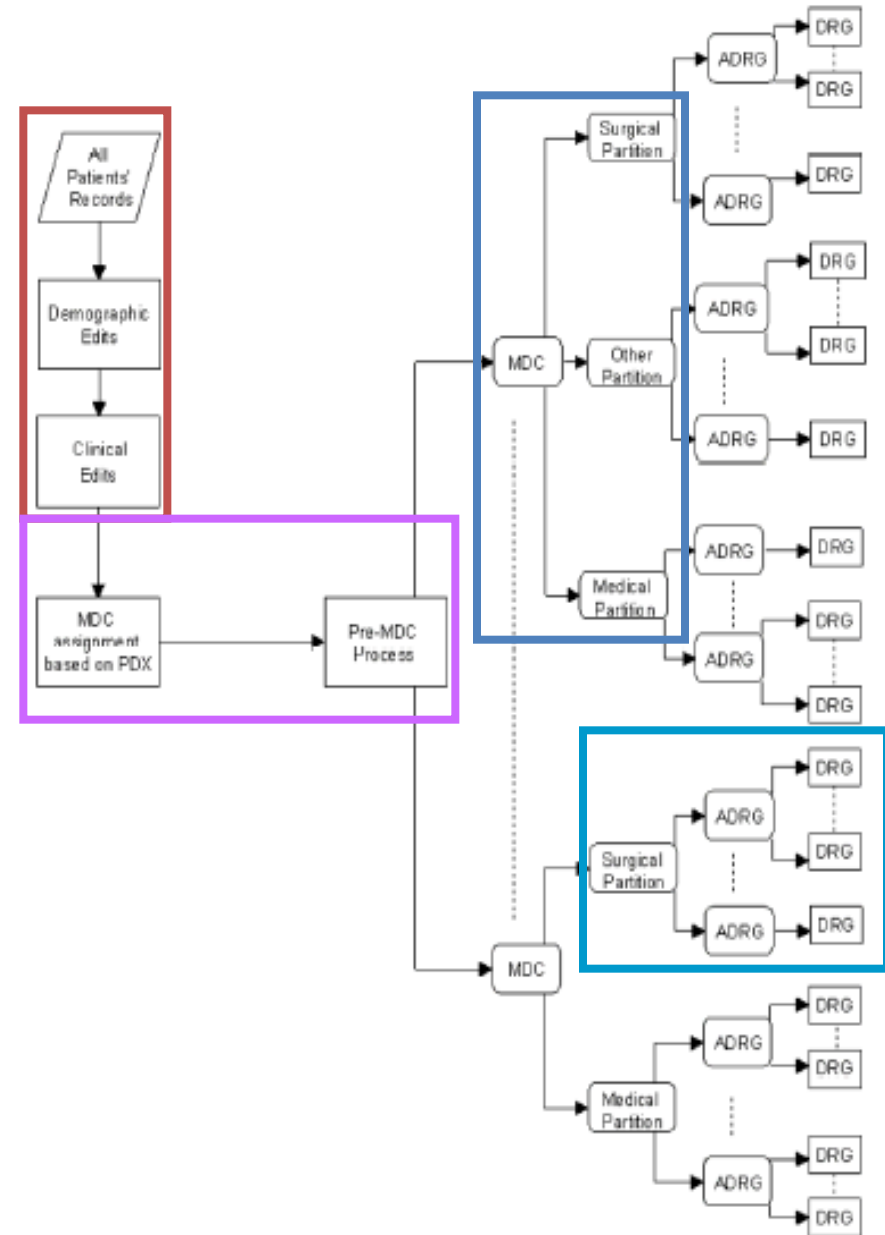 All
Patients'
Records
Demographic
Edits
Clinical
Edits
MDC
assignment
based on PDX
Pre-MDC
Process
MDC
Surgical
Partition
ADRG
DRG
DRG
ADRG
DRG
Other
Partition
ADRG
DRG
DRG
ADRG
DRG
Medical
Partition
ADRG
DRG
ADRG
DRG
DRG
MDC
Surgical
Partition
ADRG
DRG
DRG
ADRG
DRG
Medical
Partition
ADRG
DRG
DRG
ADRG
DRG
DRG